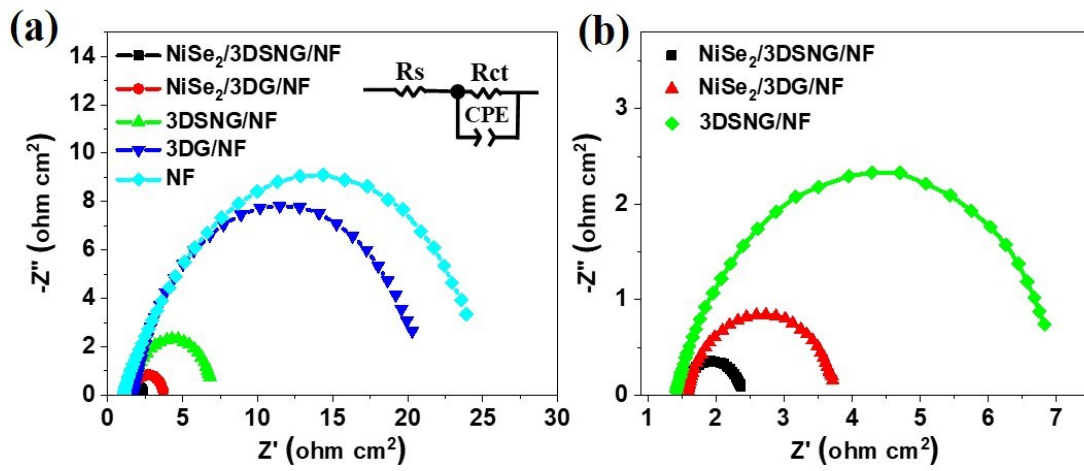 (a)
14
12
10
8
6
4
2
0
-Z'' (ohm cm²)
NiSe₂/3DSNG/NF
NiSe₂/3DG/NF
3DSNG/NF
3DG/NF
NF
Rs Rct
CPE
0 5 10 15 20 25 30
Z' (ohm cm²)
(b)
3
2
1
0
-Z'' (ohm cm²)
NiSe₂/3DSNG/NF
NiSe₂/3DG/NF
3DSNG/NF
1 2 3 4 5 6 7
Z' (ohm cm²)